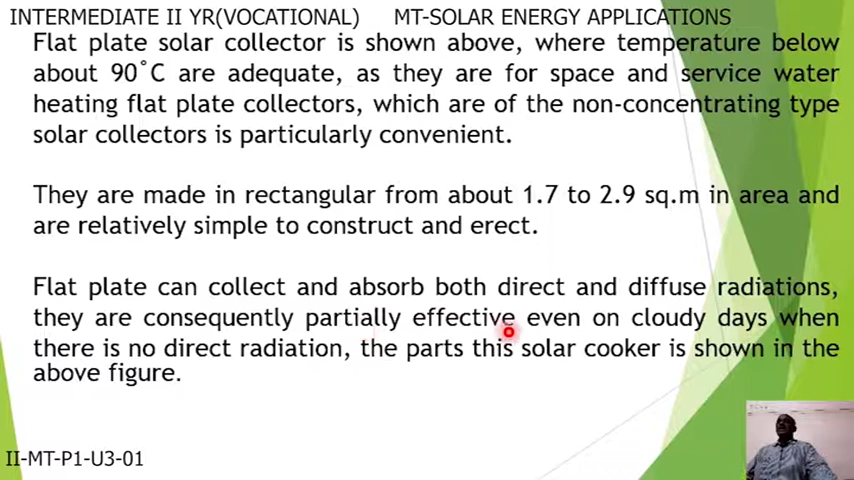 INTERMEDIATE II YR(VOCATIONAL) MT-SOLAR ENERGY APPLICATIONS
Flat plate solar collector is shown above, where temperature below
about 90˚C are adequate, as they are for space and service water
heating flat plate collectors, which are of the non-concentrating type
solar collectors is particularly convenient.
They are made in rectangular from about 1.7 to 2.9 sq.m in area and
are relatively simple to construct and erect.
Flat plate can collect and absorb both direct and diffuse radiations,
they are consequently partially effective even on cloudy days when
there is no direct radiation, the parts this solar cooker is shown in the
above figure.
II-MT-P1-U3-01